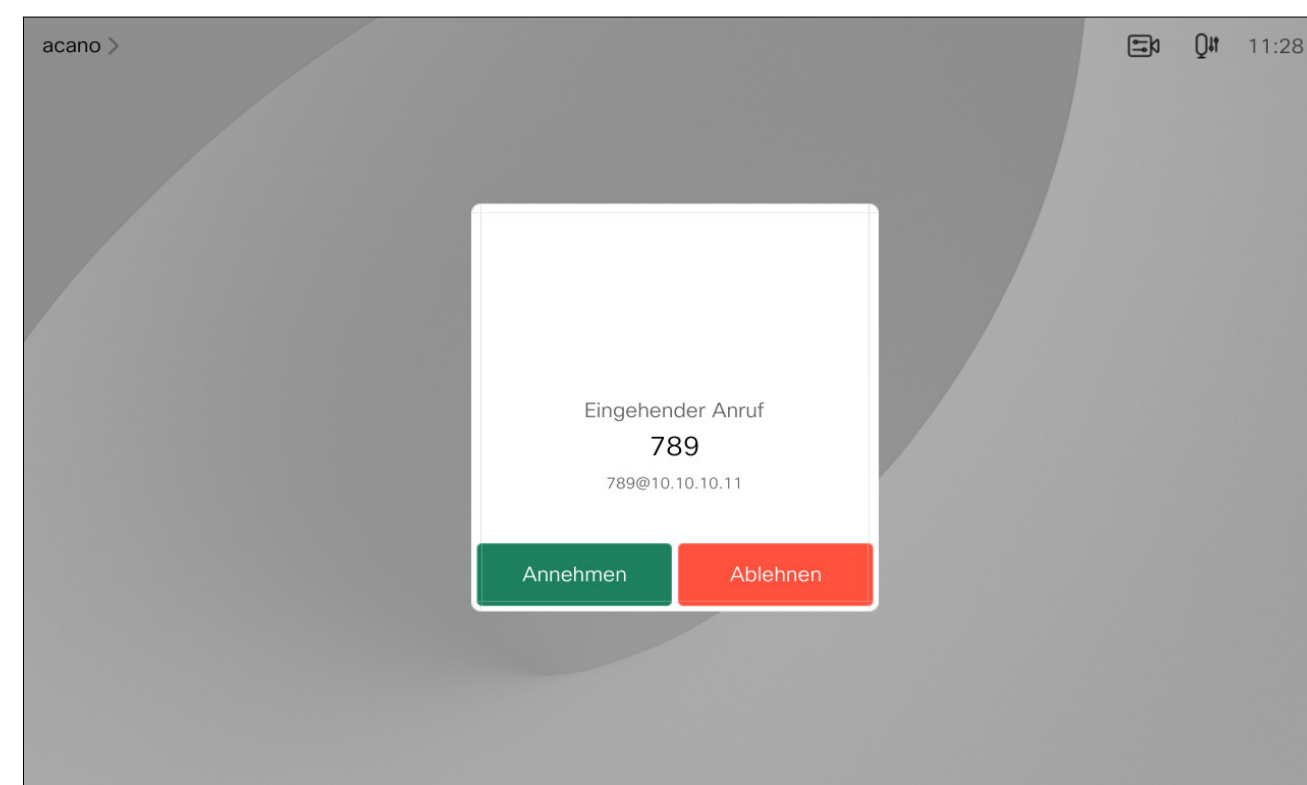 acano
11:28
Eingehender Anruf
789
789@10.10.10.11
Annehmen
Ablehnen